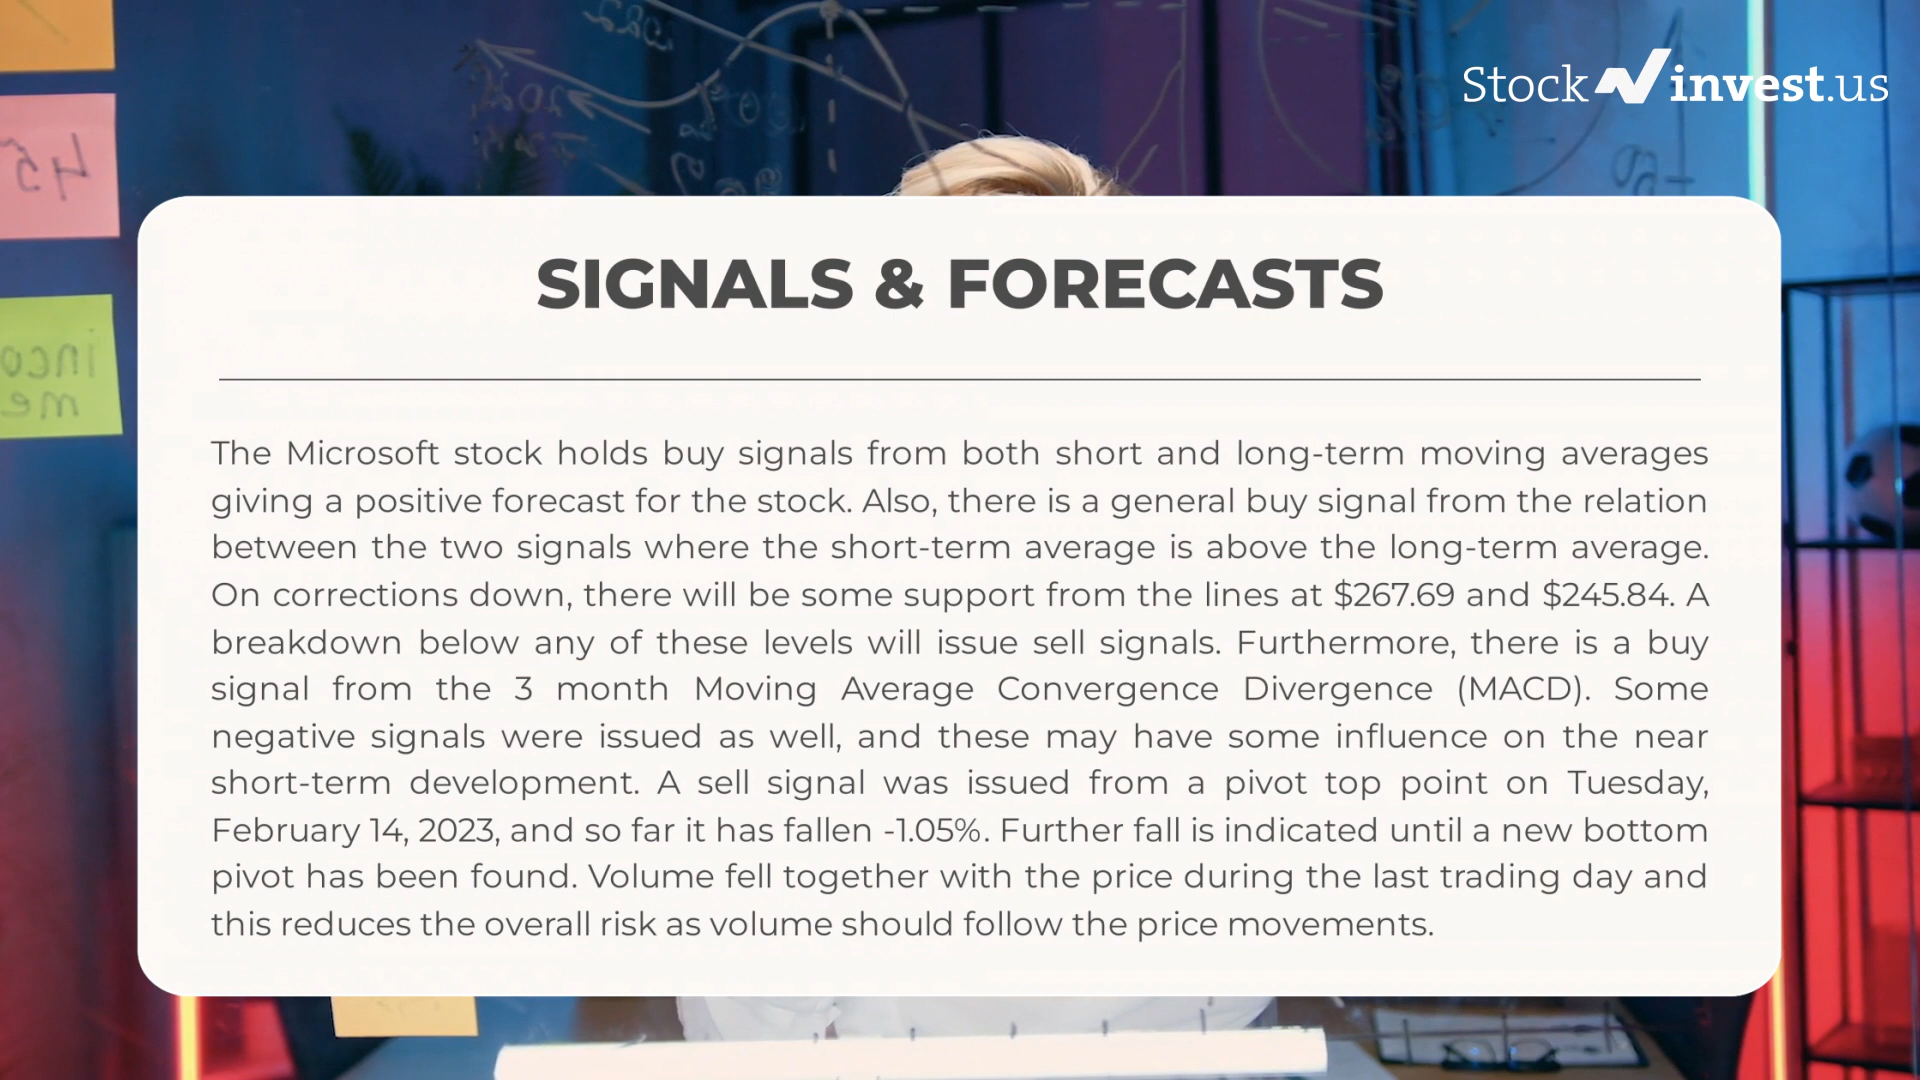 Stock invest.us
SIGNALS & FORECASTS
The Microsoft stock holds buy signals from both short and long-term moving averages
giving a positive forecast for the stock. Also, there is a general buy signal from the relation
between the two signals where the short-term average is above the long-term average.
On corrections down, there will be some support from the lines at $267.69 and $245.84. A
breakdown below any of these levels will issue sell signals. Furthermore, there is a buy
signal from the 3 month Moving Average Convergence Divergence (MACD). Some
negative signals were issued as well, and these may have some influence on the near
short-term development. A sell signal was issued from a pivot top point on Tuesday,
February 14, 2023, and so far it has fallen -1.05%. Further fall is indicated until a new bottom
pivot has been found. Volume fell together with the price during the last trading day and
this reduces the overall risk as volume should follow the price movements.
45
inco
me